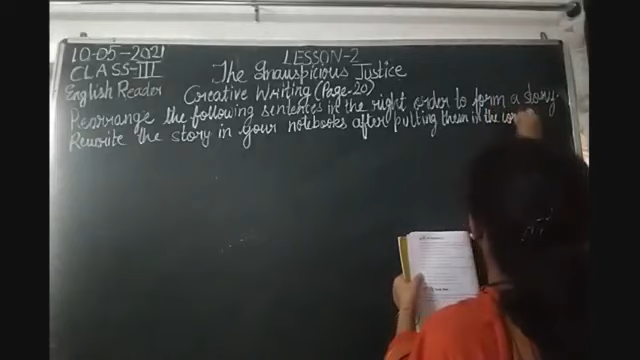 10-05-2021
CLASS-III
English Reader
LESSON-2
The Inauspicious Justice
Creative Writing (Page-20)
Rearrange the following sentences in the right order to form a story.
Rewrite the story in your notebooks after putting them in the